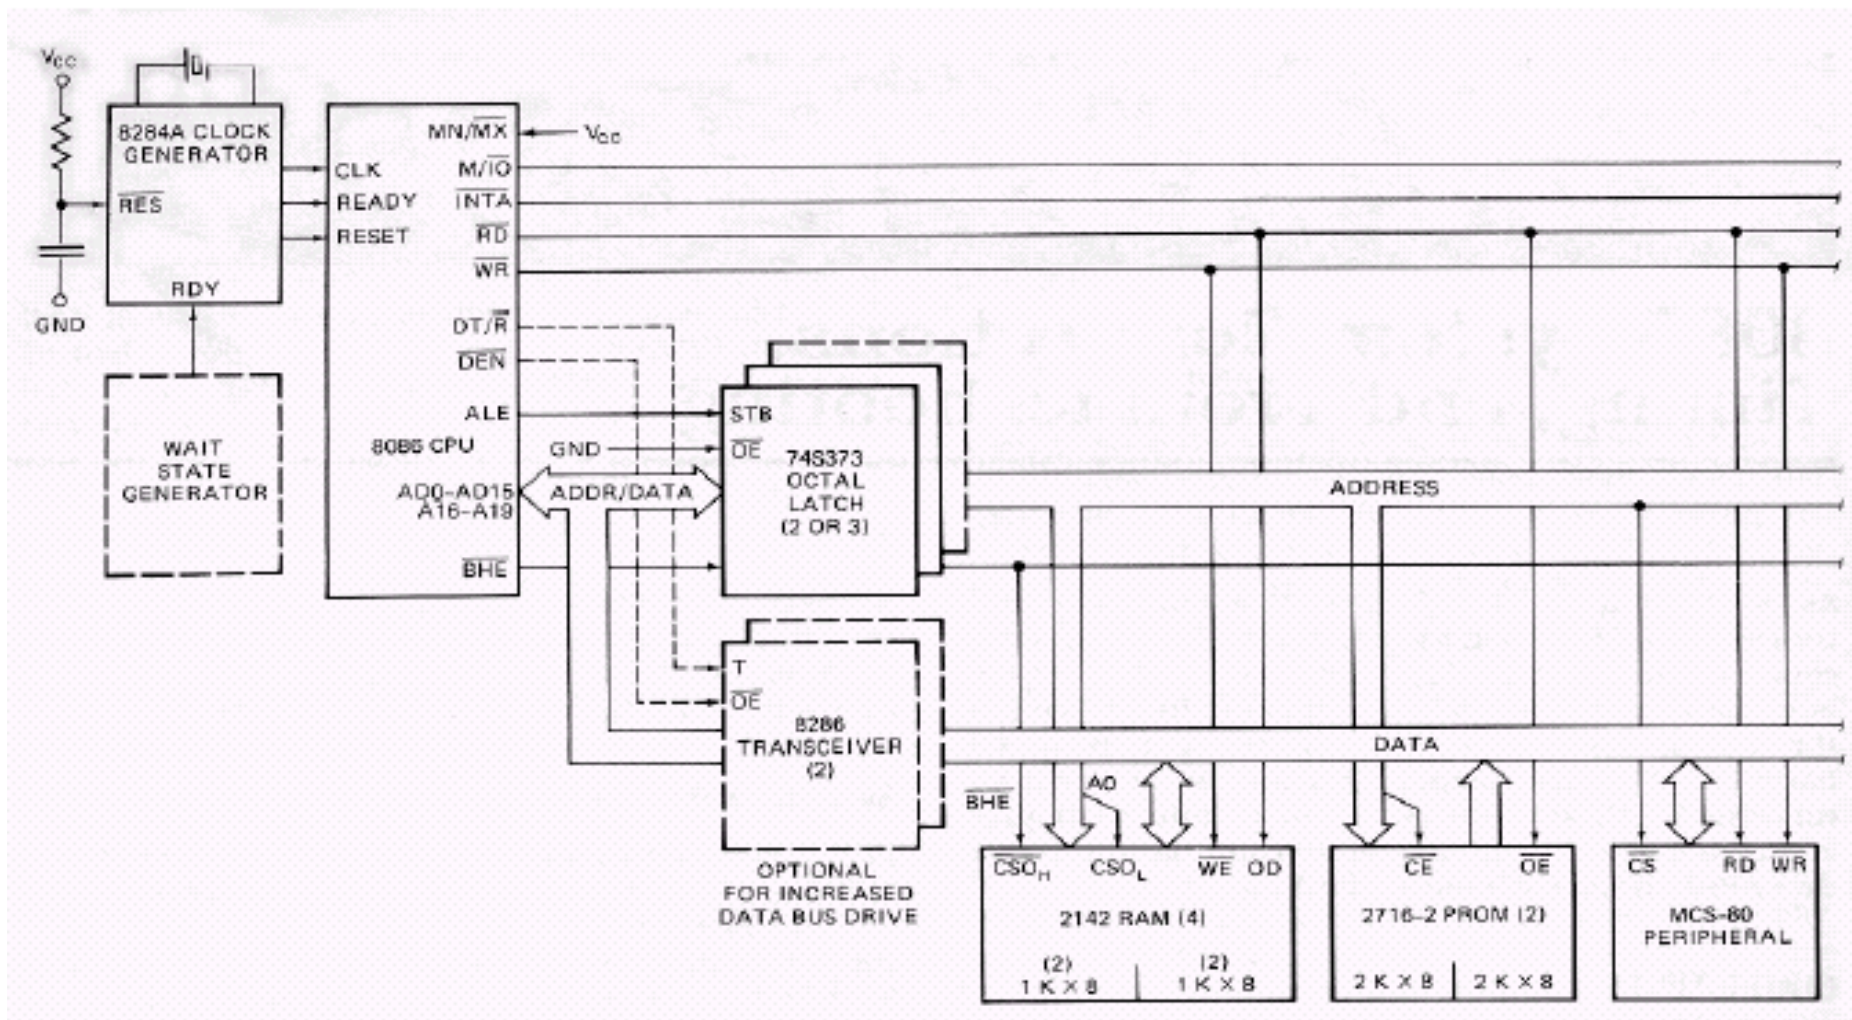 VCC
8284A CLOCK
GENERATOR
RES
RDY
GND
WAIT
STATE
GENERATOR
CLK
READY
RESET
8086 CPU
MN/MX
VCC
M/IO
INTA
RD
WR
DT/R
DEN
ALE
AD0-AD15
A16-A19
BHE
GND
ADDR/DATA
STB
OE
74S373
OCTAL
LATCH
(2 OR 3)
T
OE
8286
TRANSCEIVER
(2)
OPTIONAL
FOR INCREASED
DATA BUS DRIVE
ADDRESS
DATA
BHE
A0
CSOH
CSOL
WE
OD
2142 RAM (4)
(2)
1 K X 8
(2)
1 K X 8
CE
OE
2716-2 PROM (2)
2 K X 8
2 K X 8
CS
RD
WR
MCS-80
PERIPHERAL